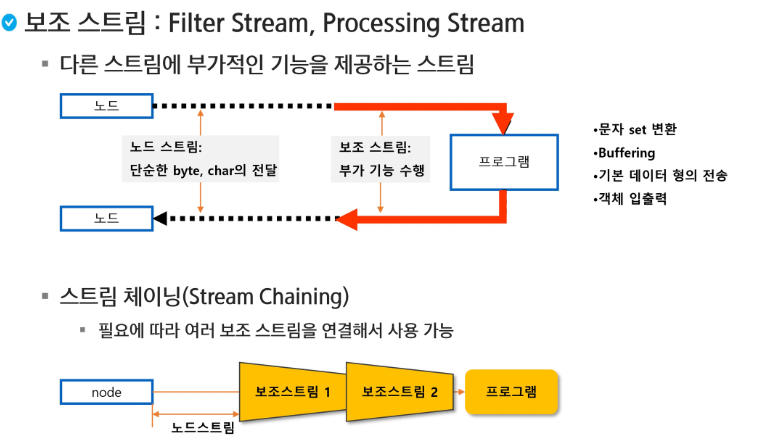 보조 스트림 : Filter Stream, Processing Stream
다른 스트림에 부가적인 기능을 제공하는 스트림
노드
노드 스트림:
단순한 byte, char의 전달
보조 스트림:
부가 기능 수행
프로그램
•문자 set 변환
•Buffering
•기본 데이터 형의 전송
•객체 입출력
노드
스트림 체이닝(Stream Chaining)
필요에 따라 여러 보조 스트림을 연결해서 사용 가능
node
보조스트림 1
보조스트림 2
프로그램
노드스트림